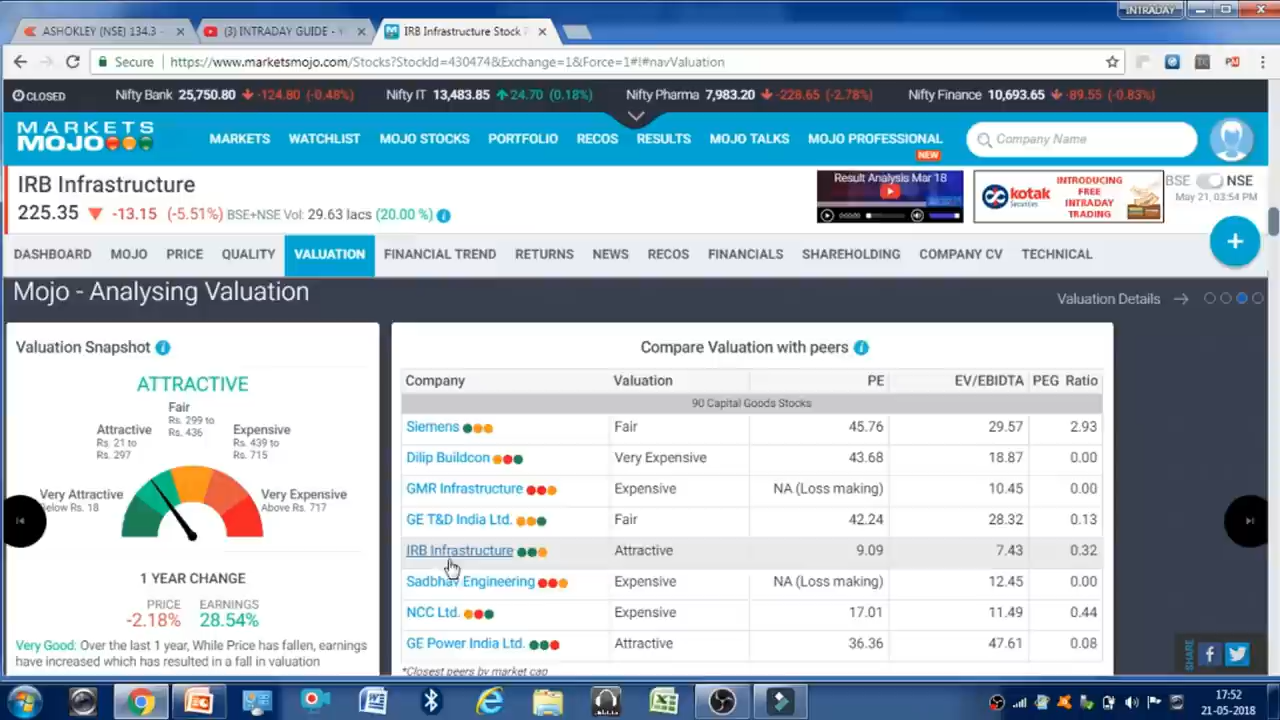 INTRADAY
ASHOKLEY (NSE) 134.3
(3) INTRADAY GUIDE - Y
IRB Infrastructure Stock
Secure https://www.marketsmojo.com/Stocks?StockId=430474&Exchange=1&Force=1#!#navValuation
CLOSED Nifty Bank 25,750.80 -124.80 (-0.48%) Nifty IT 13,483.85 24.70 (0.18%) Nifty Pharma 7,983.20 -228.65 (-2.78%) Nifty Finance 10,693.65 -89.55 (-0.83%)
MARKETS MOJO
MARKETS WATCHLIST MOJO STOCKS PORTFOLIO RECOS RESULTS MOJO TALKS MOJO PROFESSIONAL
NEW
Company Name
IRB Infrastructure
225.35 -13.15 (-5.51%) BSE+NSE Vol: 29.63 lacs (20.00 %)
Result Analysis Mar 18
kotak Securities
INTRODUCING
FREE
INTRADAY
TRADING
BSE NSE
May 21, 03:54 PM
+
DASHBOARD MOJO PRICE QUALITY VALUATION FINANCIAL TREND RETURNS NEWS RECOS FINANCIALS SHAREHOLDING COMPANY CV TECHNICAL
Mojo - Analysing Valuation
Valuation Details
Valuation Snapshot
ATTRACTIVE
Fair
Rs. 299 to
Rs. 436
Attractive
Rs. 21 to
Rs. 297
Expensive
Rs. 439 to
Rs. 715
Very Attractive
Below Rs. 18
Very Expensive
Above Rs. 717
1 YEAR CHANGE
PRICE EARNINGS
-2.18% 28.54%
Very Good: Over the last 1 year, While Price has fallen, earnings
have increased which has resulted in a fall in valuation
Compare Valuation with peers
Company Valuation PE EV/EBIDTA PEG Ratio
90 Capital Goods Stocks
Siemens Fair 45.76 29.57 2.93
Dilip Buildcon Very Expensive 43.68 18.87 0.00
GMR Infrastructure Expensive NA (Loss making) 10.45 0.00
GE T&D India Ltd. Fair 42.24 28.32 0.13
IRB Infrastructure Attractive 9.09 7.43 0.32
Sadbhav Engineering Expensive NA (Loss making) 12.45 0.00
NCC Ltd. Expensive 17.01 11.49 0.44
GE Power India Ltd. Attractive 36.36 47.61 0.08
*Closest peers by market cap
SHARE
17:52
21-05-2018